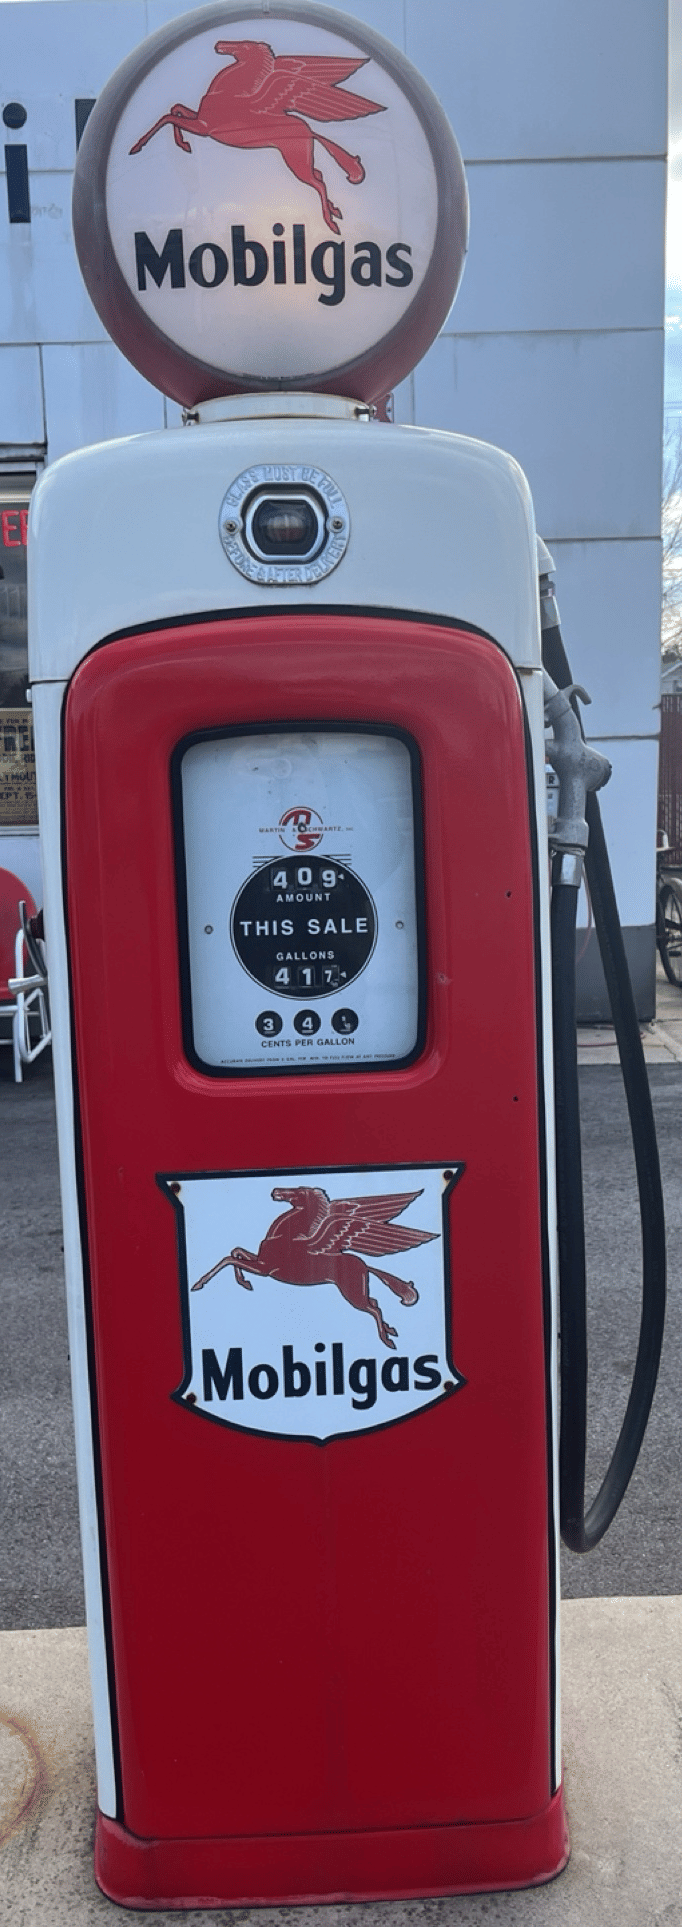 i
Mobilgas
GLASS MUST BE FULL
BEFORE & AFTER DELIVERY
MS
MARTIN & SCHWARTZ, INC.
409
AMOUNT
THIS SALE
GALLONS
417
3 4
CENTS PER GALLON
Mobilgas